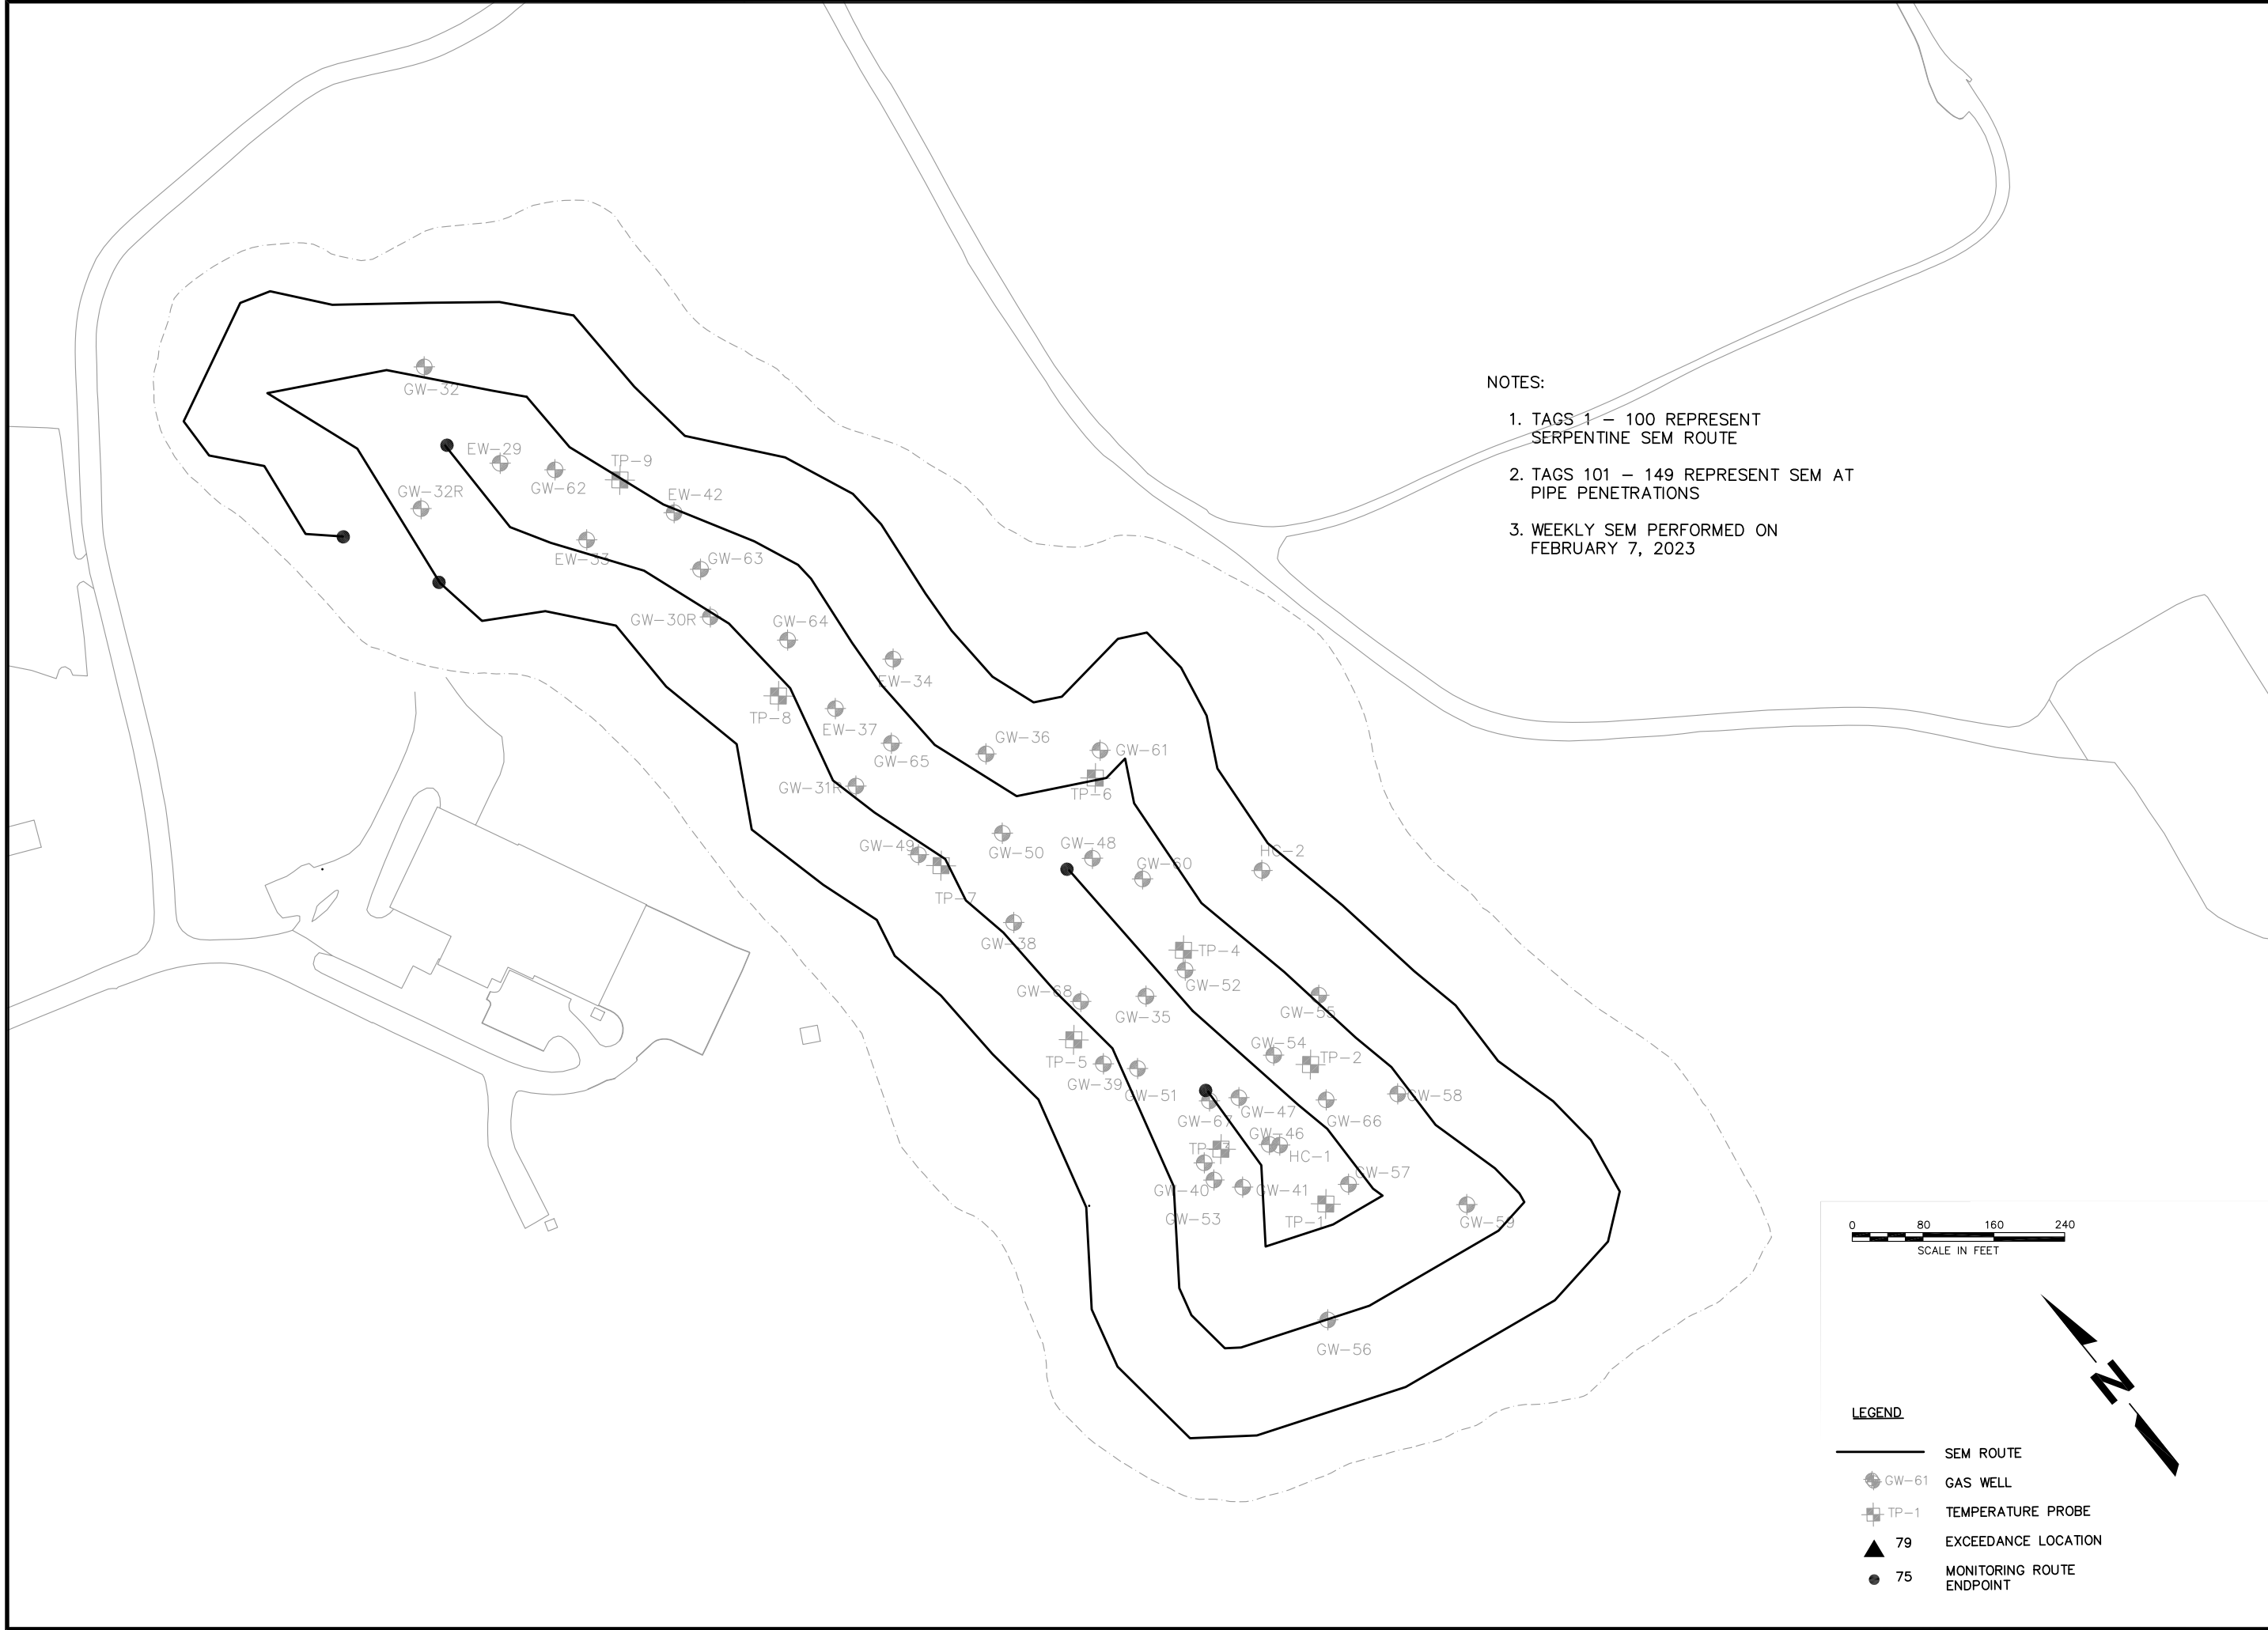 NOTES:
1. TAGS 1 – 100 REPRESENT
SERPENTINE SEM ROUTE
2. TAGS 101 – 149 REPRESENT SEM AT
PIPE PENETRATIONS
3. WEEKLY SEM PERFORMED ON
FEBRUARY 7, 2023
GW-32
EW-29
TP-9
GW-62
GW-32R
EW-42
EW-33
GW-63
GW-30R
GW-64
EW-34
TP-8
EW-37
GW-36
GW-61
GW-65
GW-31R
TP-6
GW-49
GW-50
GW-48
GW-60
HC-2
TP-7
GW-38
TP-4
GW-52
GW-68
GW-35
GW-55
GW-54
TP-2
TP-5
GW-39
GW-51
GW-58
GW-47
GW-67
GW-66
GW-46
TP-3
HC-1
GW-57
GW-40
GW-41
GW-53
TP-1
GW-59
GW-56
0 80 160 240
SCALE IN FEET
N
LEGEND
SEM ROUTE
GW-61 GAS WELL
TP-1 TEMPERATURE PROBE
79 EXCEEDANCE LOCATION
75 MONITORING ROUTE
ENDPOINT